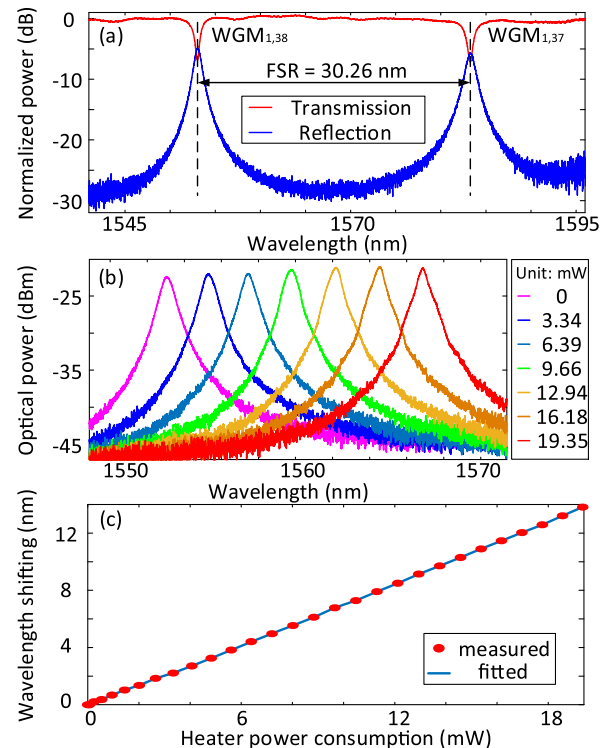 (a)
WGM1,38
WGM1,37
FSR = 30.26 nm
Transmission
Reflection
Normalized power (dB)
0
-10
-20
-30
1545
1570
1595
Wavelength (nm)
(b)
Optical power (dBm)
-25
-35
-45
1550
1560
1570
Wavelength (nm)
Unit: mW
0
3.34
6.39
9.66
12.94
16.18
19.35
(c)
Wavelength shifting (nm)
12
8
4
0
measured
fitted
0
6
12
18
Heater power consumption (mW)